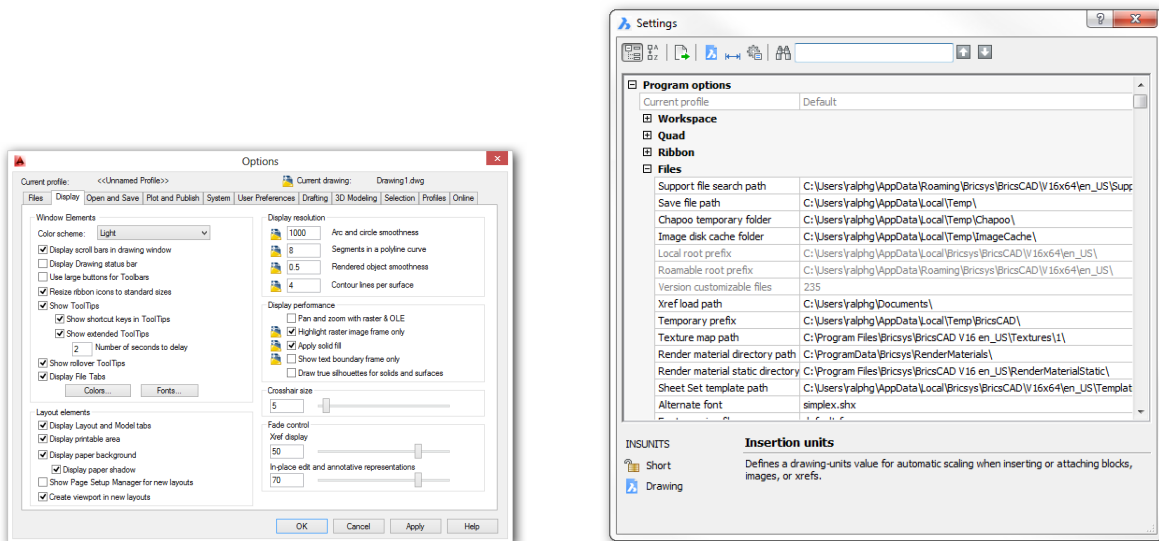 Options
Current profile: <<Unnamed Profile>> Current drawing: Drawing1.dwg
Files Display Open and Save Plot and Publish System User Preferences Drafting 3D Modeling Selection Profiles Online
Window Elements
Color scheme: Light
Display scroll bars in drawing window
Display Drawing status bar
Use large buttons for Toolbars
Resize ribbon icons to standard sizes
Show ToolTips
Show shortcut keys in ToolTips
Show extended ToolTips
2 Number of seconds to delay
Show rollover ToolTips
Display File Tabs
Colors... Fonts...
Layout elements
Display Layout and Model tabs
Display printable area
Display paper background
Display paper shadow
Show Page Setup Manager for new layouts
Create viewport in new layouts
Display resolution
1000 Arc and circle smoothness
8 Segments in a polyline curve
0.5 Rendered object smoothness
4 Contour lines per surface
Display performance
Pan and zoom with raster & OLE
Highlight raster image frame only
Apply solid fill
Show text boundary frame only
Draw true silhouettes for solids and surfaces
Crosshair size
5
Fade control
Xref display
50
In-place edit and annotative representations
70
OK Cancel Apply Help
Settings
Program options
Current profile Default
Workspace
Quad
Ribbon
Files
Support file search path C:\Users\ralphg\AppData\Roaming\Bricsys\BricsCAD\V16x64\en_US\Supp
Save file path C:\Users\ralphg\AppData\Local\Temp\
Chapoo temporary folder C:\Users\ralphg\AppData\Local\Temp\Chapoo\
Image disk cache folder C:\Users\ralphg\AppData\Local\Temp\ImageCache\
Local root prefix C:\Users\ralphg\AppData\Local\Bricsys\BricsCAD\V16x64\en_US\
Roamable root prefix C:\Users\ralphg\AppData\Roaming\Bricsys\BricsCAD\V16x64\en_US\
Version customizable files 235
Xref load path C:\Users\ralphg\Documents\
Temporary prefix C:\Users\ralphg\AppData\Local\Temp\BricsCAD\
Texture map path C:\Program Files\Bricsys\BricsCAD V16 en_US\Textures\1\
Render material directory path C:\ProgramData\Bricsys\RenderMaterials\
Render material static directory C:\Program Files\Bricsys\BricsCAD V16 en_US\RenderMaterialStatic\
Sheet Set template path C:\Users\ralphg\AppData\Local\Bricsys\BricsCAD\V16x64\en_US\Templat
Alternate font simplex.shx
INSUNITS
Short
Drawing
Insertion units
Defines a drawing-units value for automatic scaling when inserting or attaching blocks,
images, or xrefs.